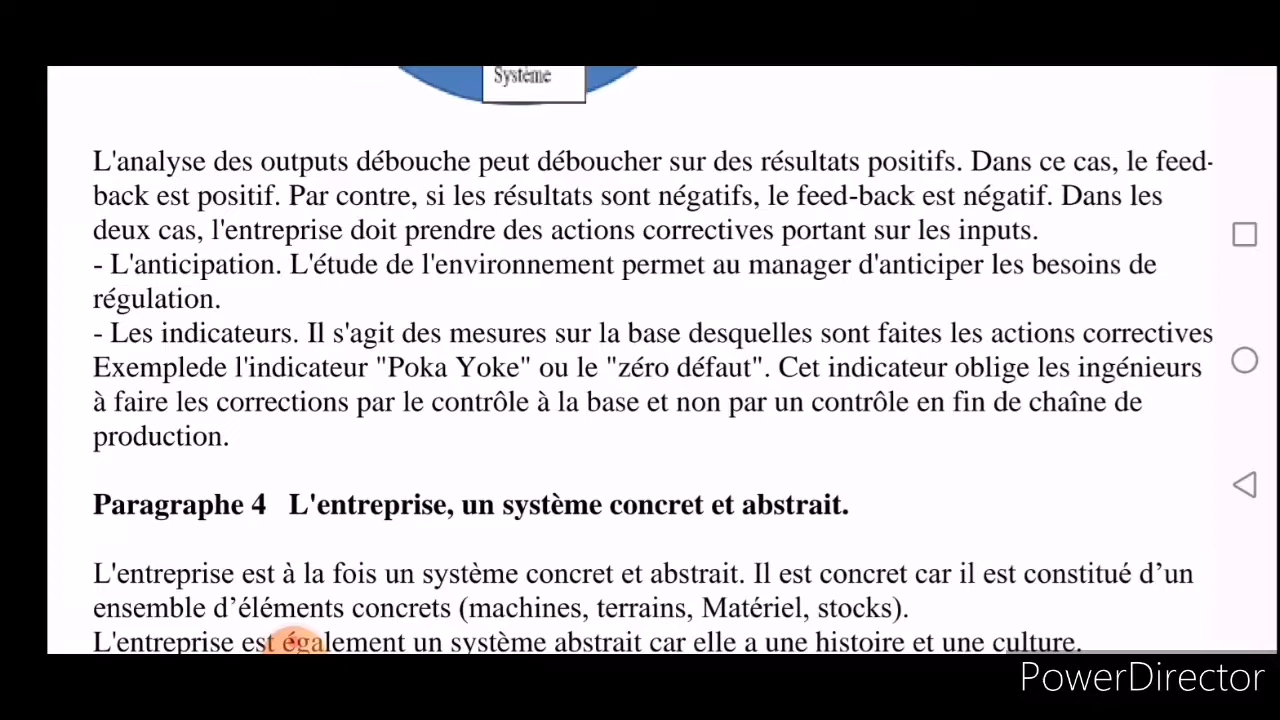 Système
L'analyse des outputs débouche peut déboucher sur des résultats positifs. Dans ce cas, le feed-
back est positif. Par contre, si les résultats sont négatifs, le feed-back est négatif. Dans les
deux cas, l'entreprise doit prendre des actions correctives portant sur les inputs.
- L'anticipation. L'étude de l'environnement permet au manager d'anticiper les besoins de
régulation.
- Les indicateurs. Il s'agit des mesures sur la base desquelles sont faites les actions correctives
Exemplede l'indicateur "Poka Yoke" ou le "zéro défaut". Cet indicateur oblige les ingénieurs
à faire les corrections par le contrôle à la base et non par un contrôle en fin de chaîne de
production.
Paragraphe 4 L'entreprise, un système concret et abstrait.
L'entreprise est à la fois un système concret et abstrait. Il est concret car il est constitué d’un
ensemble d’éléments concrets (machines, terrains, Matériel, stocks).
L'entreprise est également un système abstrait car elle a une histoire et une culture.
PowerDirector